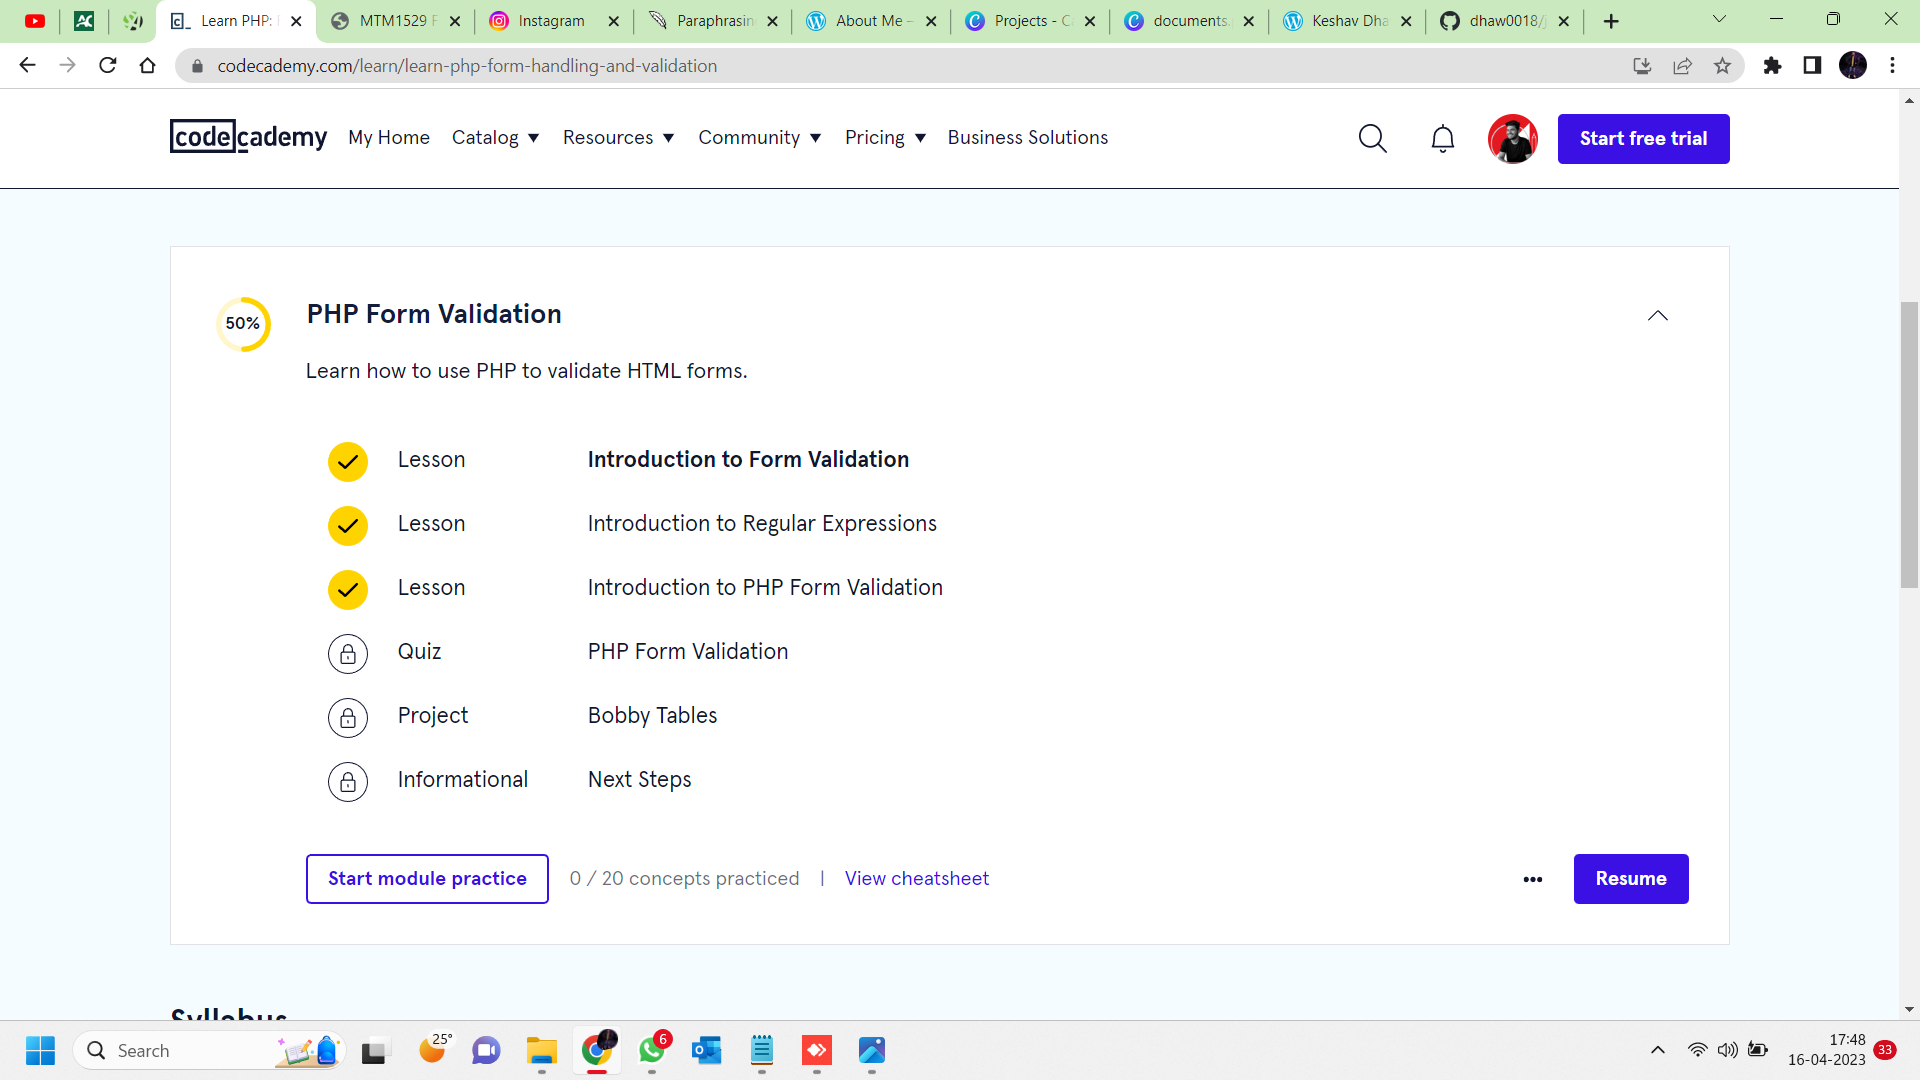 Learn PHP:
MTM1529 F
Instagram
Paraphrasin
About Me –
Projects - C
documents.
Keshav Dha
dhaw0018/j
codecademy.com/learn/learn-php-form-handling-and-validation
codecademy
My Home
Catalog
Resources
Community
Pricing
Business Solutions
Start free trial
50%
PHP Form Validation
Learn how to use PHP to validate HTML forms.
Lesson Introduction to Form Validation
Lesson Introduction to Regular Expressions
Lesson Introduction to PHP Form Validation
Quiz PHP Form Validation
Project Bobby Tables
Informational Next Steps
Start module practice
0 / 20 concepts practiced | View cheatsheet
Resume
Syllabus
Search
25°
6
17:48
16-04-2023
33